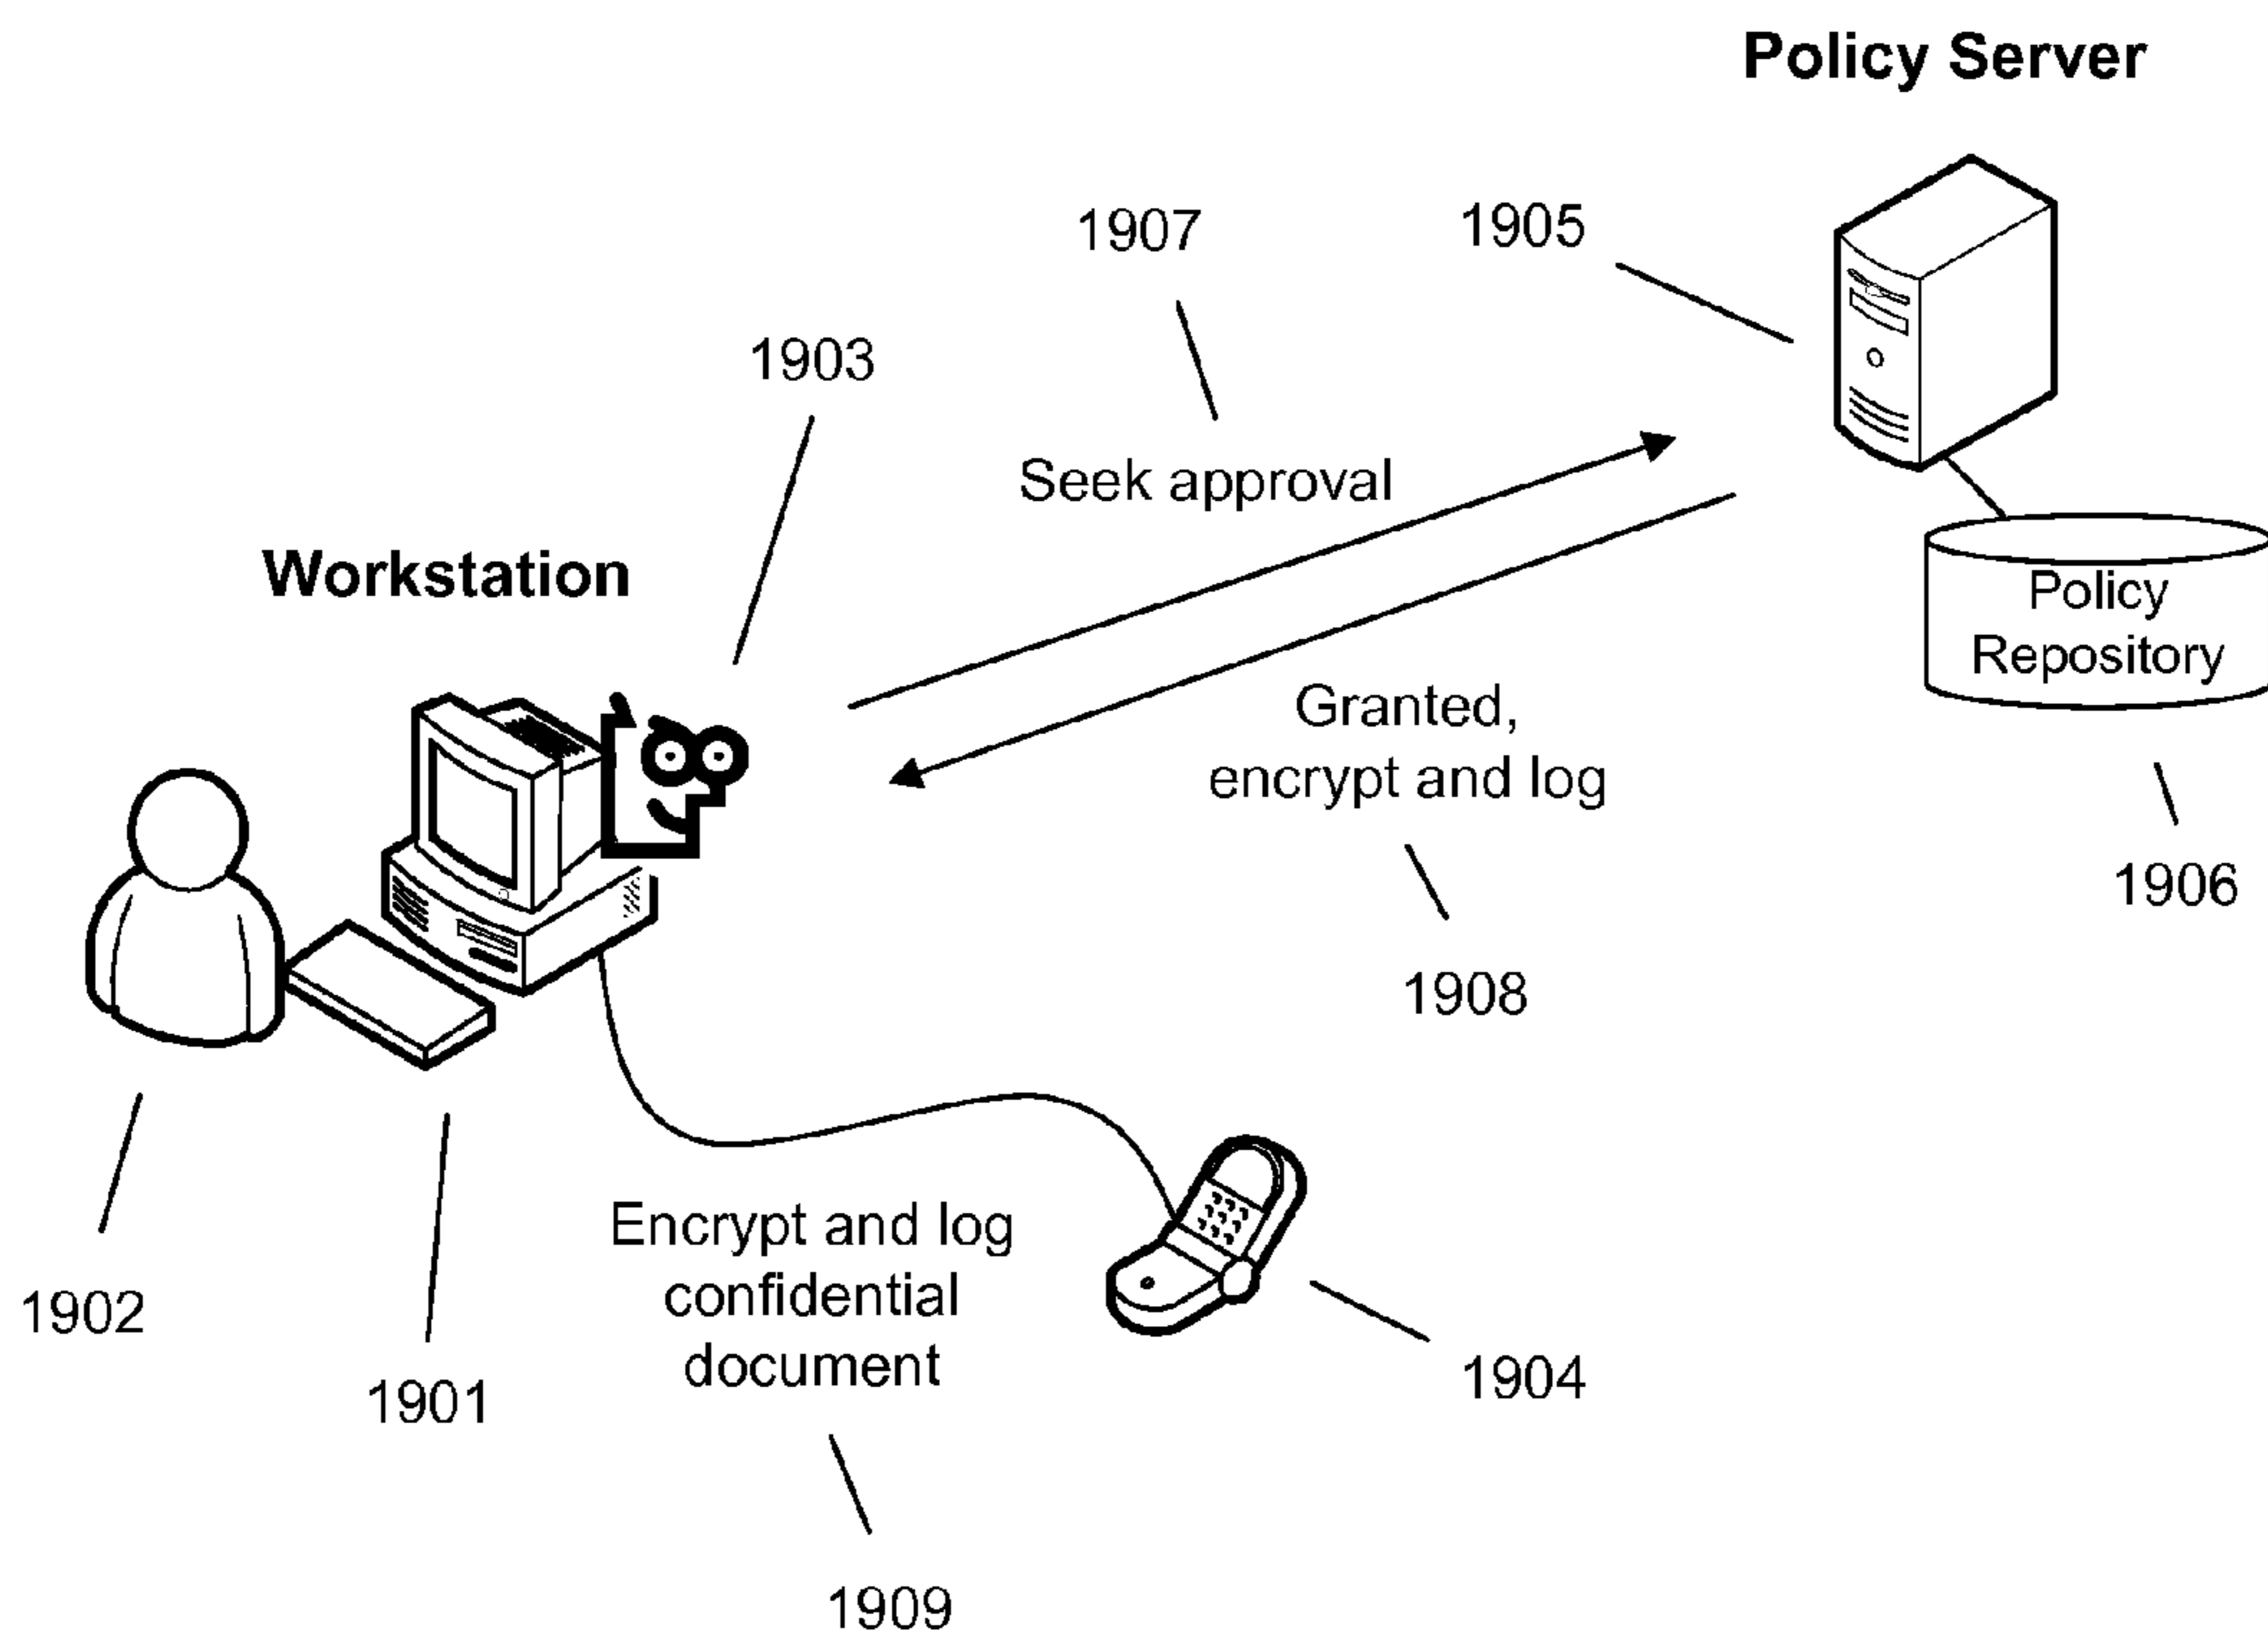 Policy Server
1907
1905
1903
Seek approval
Workstation
Policy
Repository
Granted,
encrypt and log
1906
1908
Encrypt and log
confidential
document
1902
1901
1904
1909